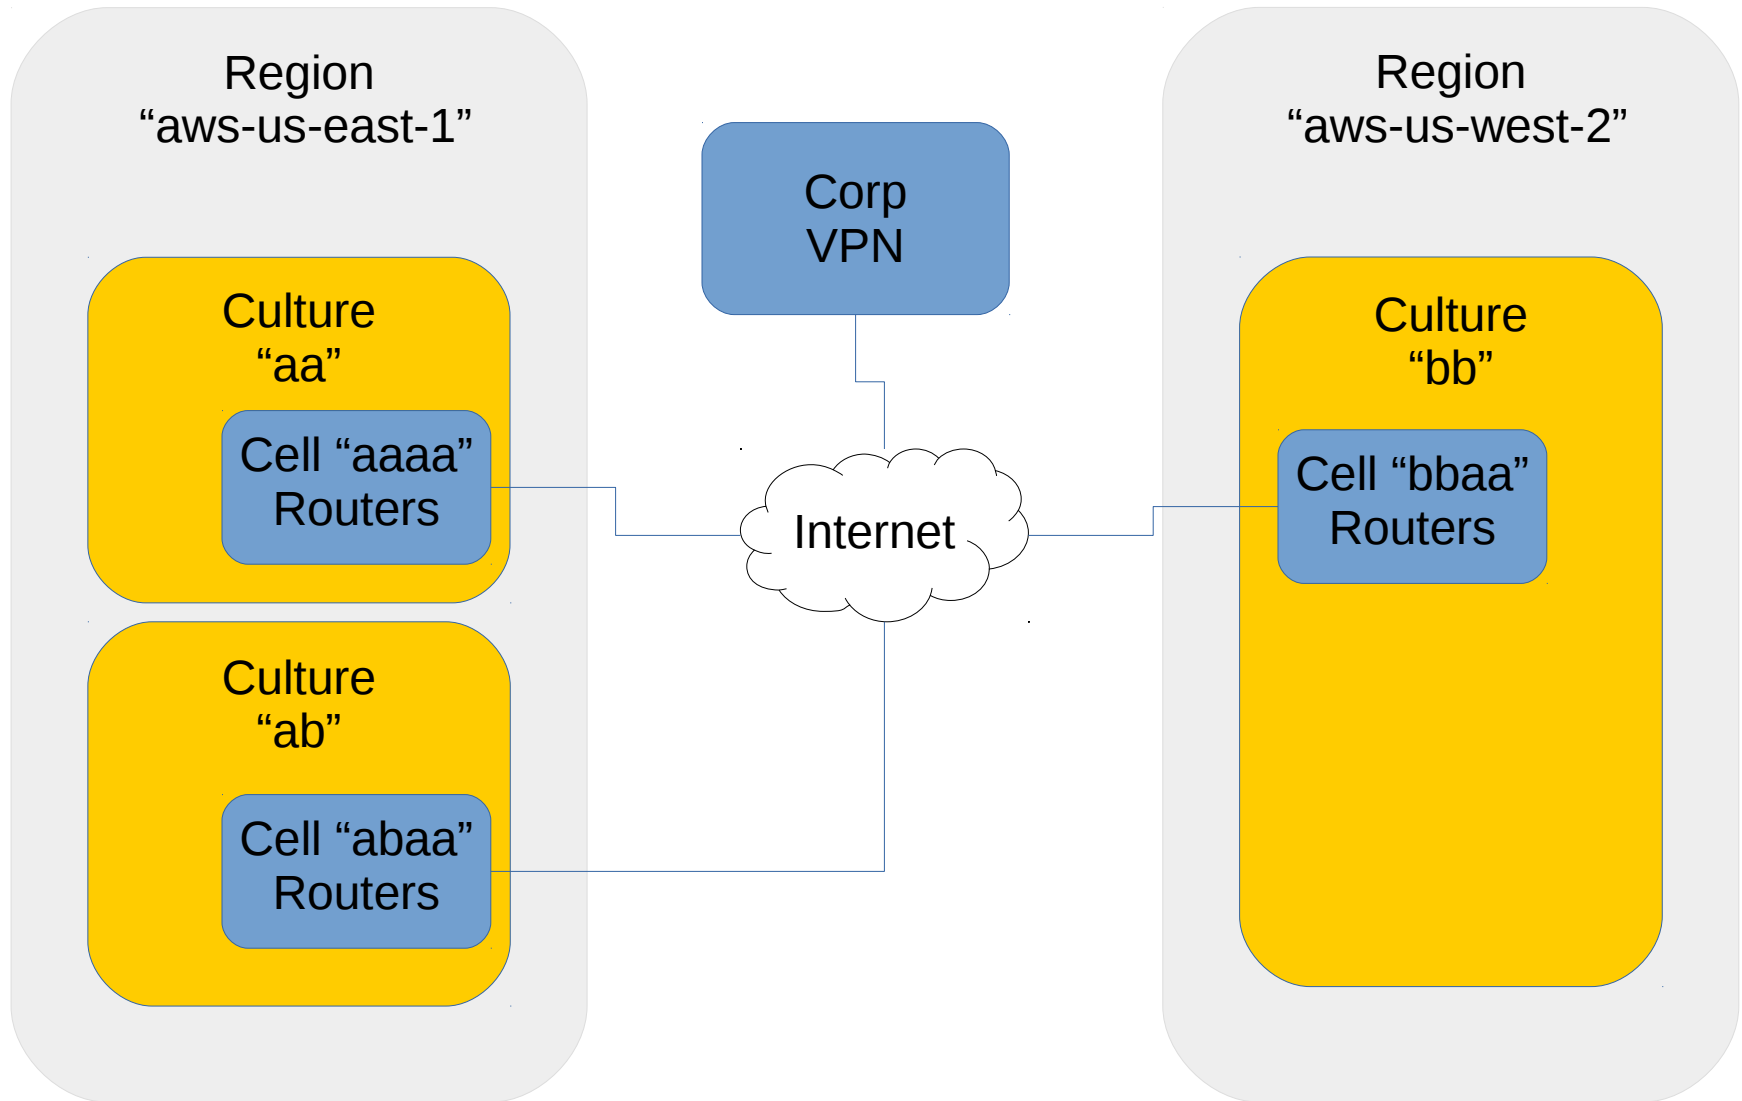 Region
“aws-us-east-1”
Culture
“aa”
Cell “aaaa”
Routers
Culture
“ab”
Cell “abaa”
Routers
Corp
VPN
Internet
Region
“aws-us-west-2”
Culture
“bb”
Cell “bbaa”
Routers